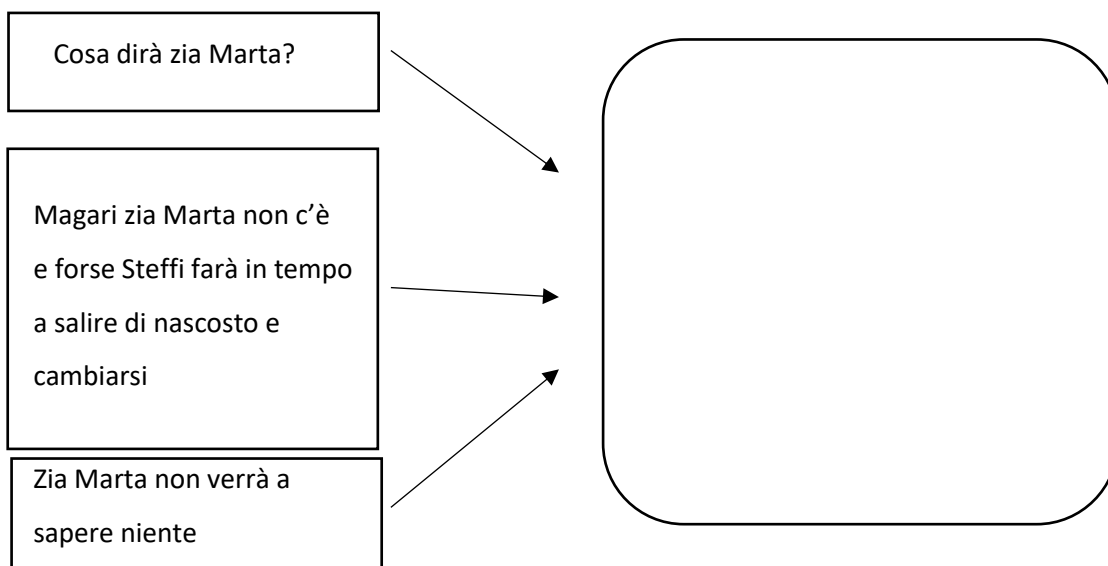 Cosa dirà zia Marta?
Magari zia Marta non c’è
e forse Steffi farà in tempo
a salire di nascosto e
cambiarsi
Zia Marta non verrà a
sapere niente